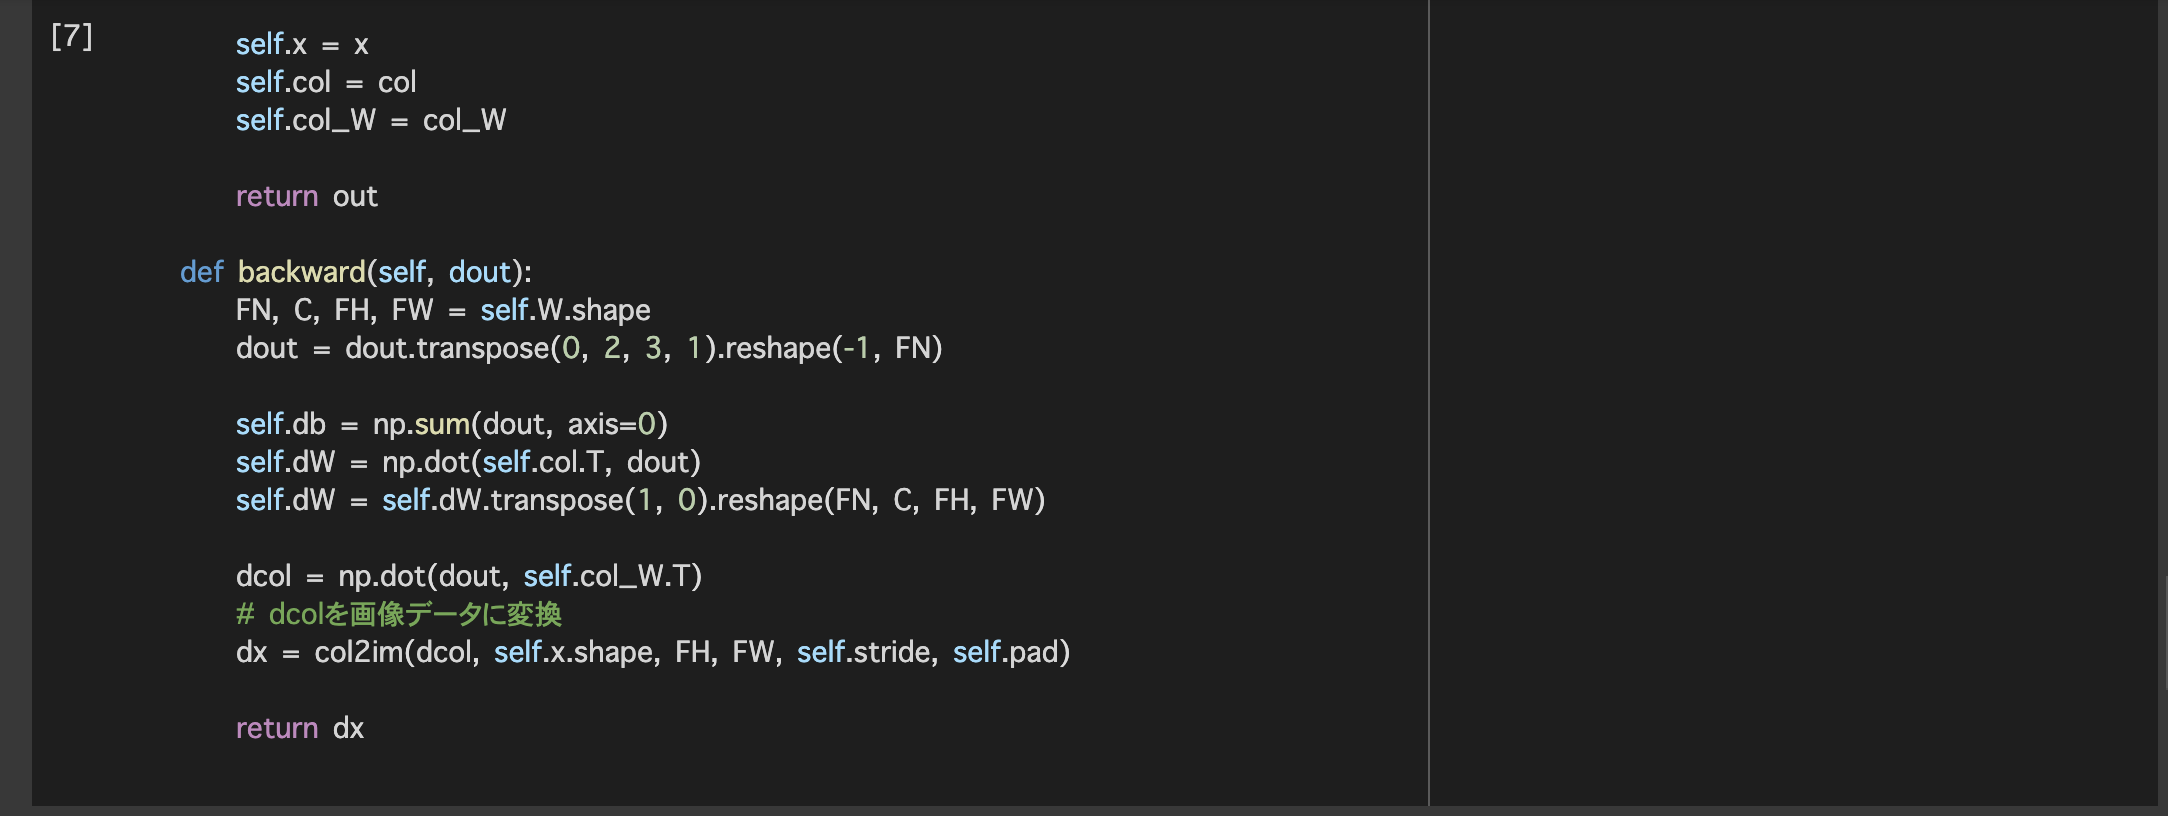 [7]
self.x = x
self.col = col
self.col_W = col_W
return out
def backward(self, dout):
FN, C, FH, FW = self.W.shape
dout = dout.transpose(0, 2, 3, 1).reshape(-1, FN)
self.db = np.sum(dout, axis=0)
self.dW = np.dot(self.col.T, dout)
self.dW = self.dW.transpose(1, 0).reshape(FN, C, FH, FW)
dcol = np.dot(dout, self.col_W.T)
# dcolを画像データに変換
dx = col2im(dcol, self.x.shape, FH, FW, self.stride, self.pad)
return dx